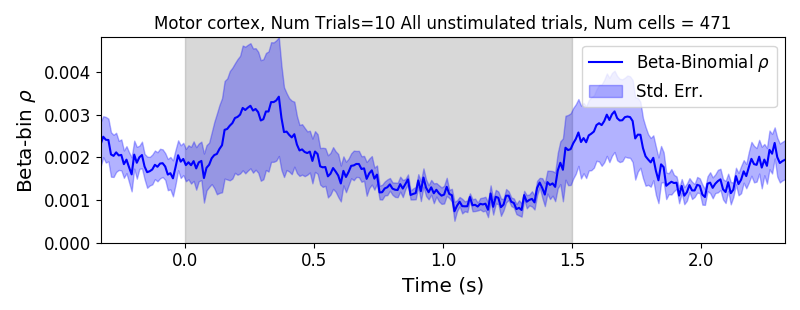 Motor cortex, Num Trials=10 All unstimulated trials, Num cells = 471
Beta-bin ρ
0.004
0.003
0.002
0.001
0.000
Beta-Binomial ρ
Std. Err.
0.0 0.5 1.0 1.5 2.0
Time (s)